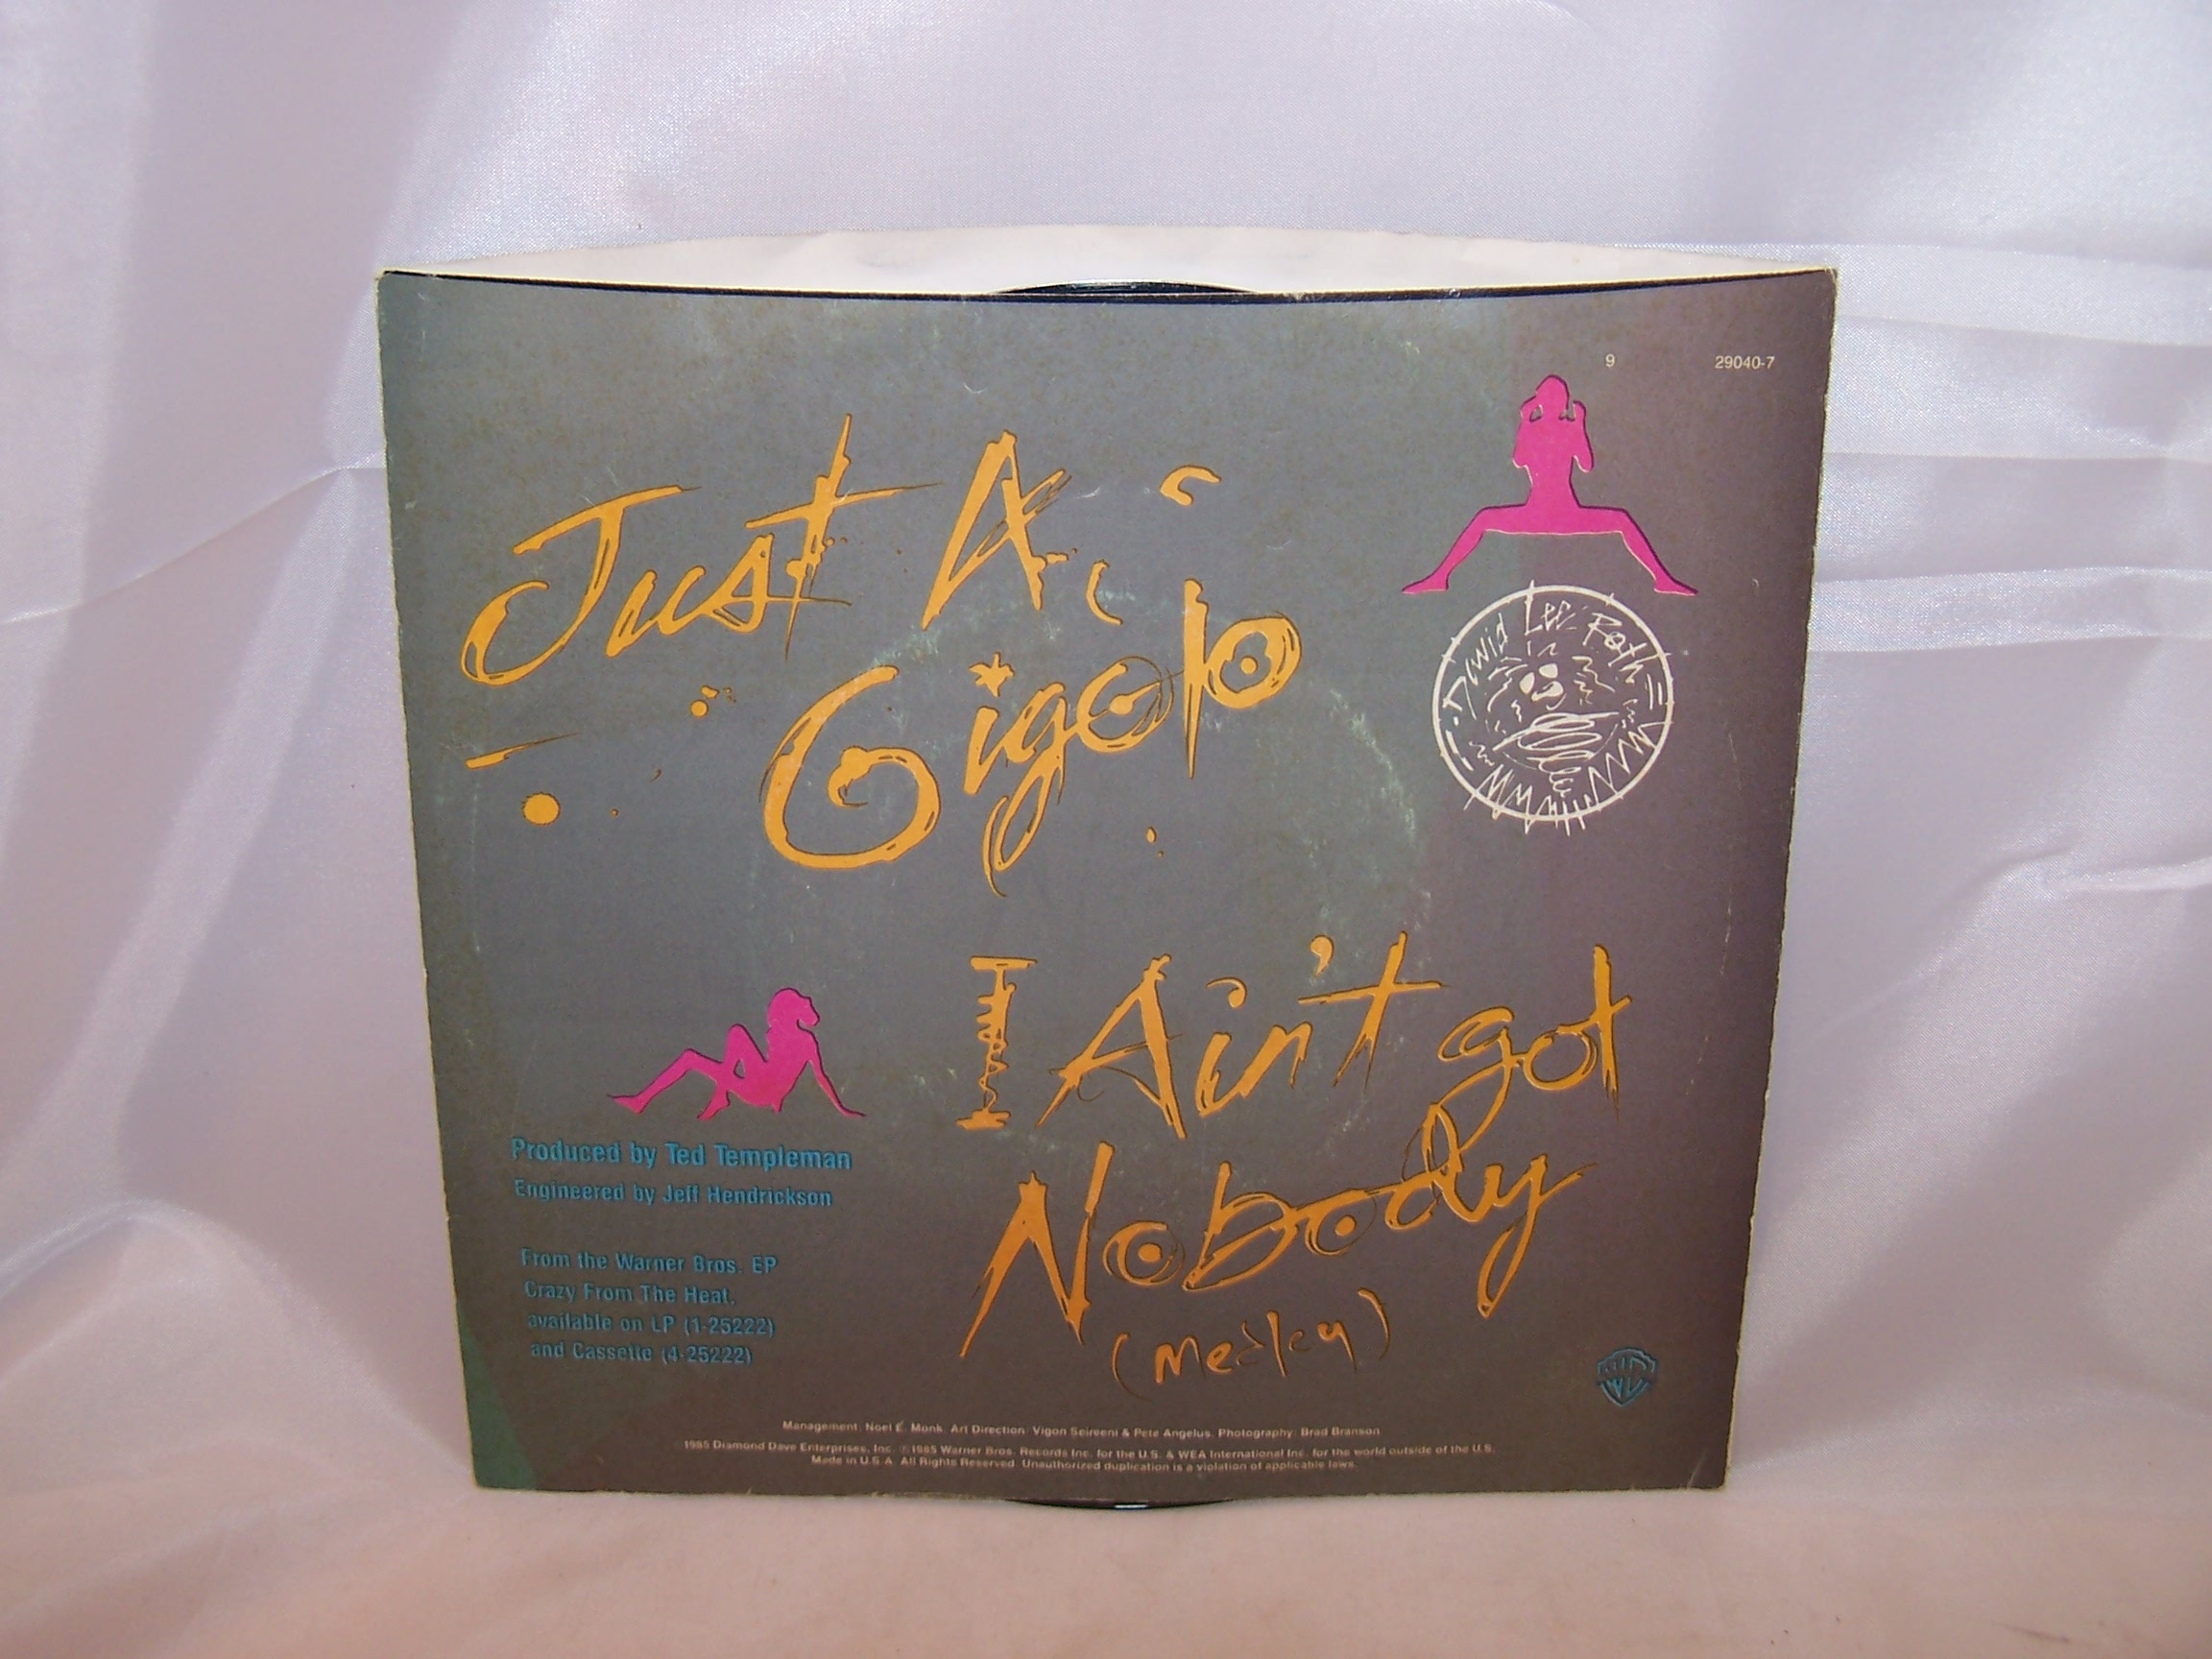 9 29040-7
Just A
Gigolo
David Lee Roth
I Ain't got
Nobody
(Medley)
Produced by Ted Templeman
Engineered by Jeff Hendrickson
From the Warner Bros. EP
Crazy From The Heat,
available on LP (1-25222)
and Cassette (4-25222)
WB
Management: Noel E. Monk. Art Direction: Vigon Seireeni & Pete Angelus. Photography: Brad Branson
1985 Diamond Dave Enterprises, Inc. ℗1985 Warner Bros. Records Inc. for the U.S. & WEA International Inc. for the world outside of the U.S.
Made in U.S.A. All Rights Reserved. Unauthorized duplication is a violation of applicable laws.